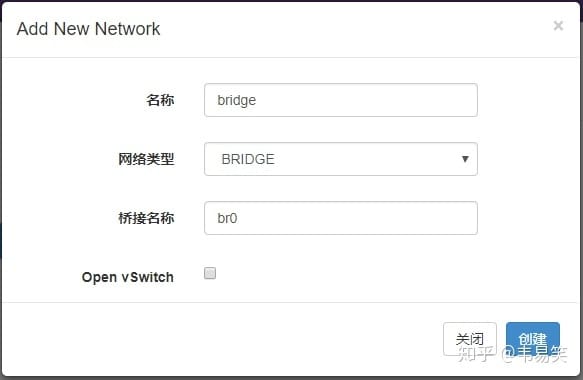 Add New Network
×
名称
bridge
网络类型
BRIDGE
桥接名称
br0
Open vSwitch
关闭
创建
知乎 @韦易笑